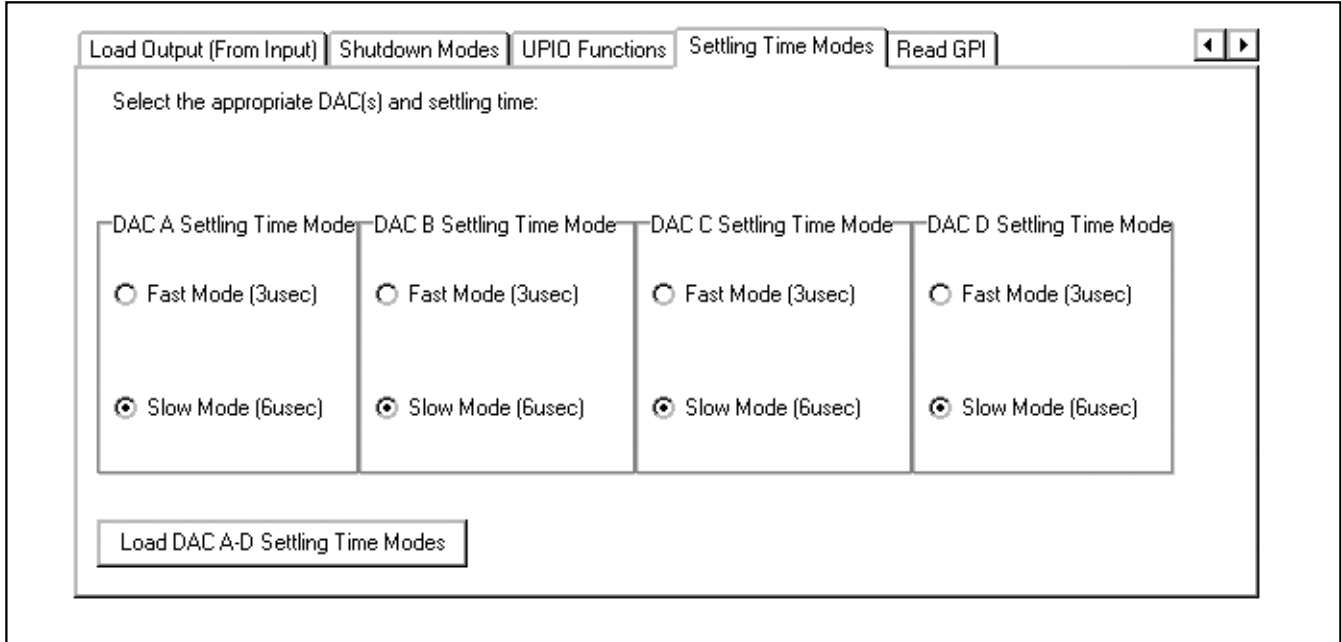 Load Output (From Input) Shutdown Modes UPIO Functions Settling Time Modes Read GPI
Select the appropriate DAC(s) and settling time:
DAC A Settling Time Mode DAC B Settling Time Mode DAC C Settling Time Mode DAC D Settling Time Mode
Fast Mode (3usec) Fast Mode (3usec) Fast Mode (3usec) Fast Mode (3usec)
Slow Mode (6usec) Slow Mode (6usec) Slow Mode (6usec) Slow Mode (6usec)
Load DAC A-D Settling Time Modes